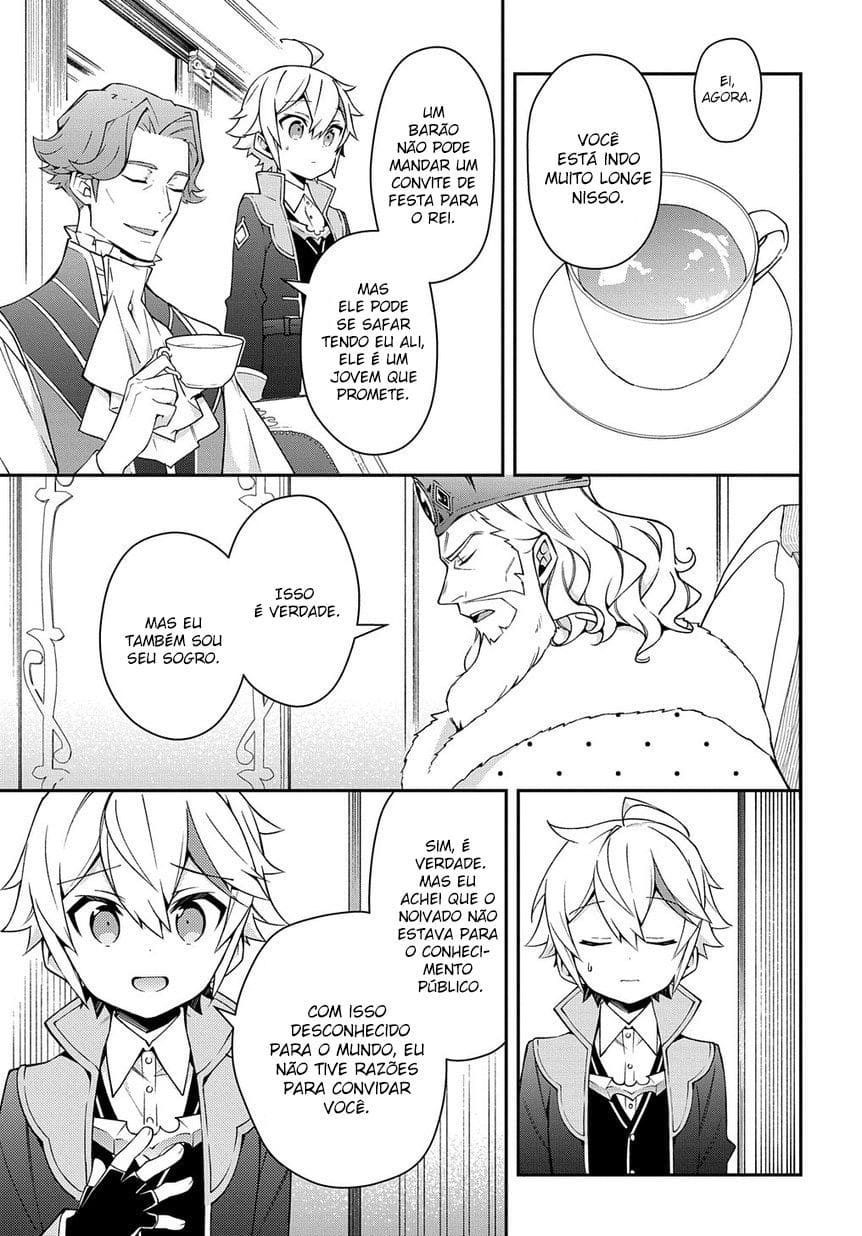 EI,
AGORA.
VOCÊ
ESTÁ INDO
MUITO LONGE
NISSO.
UM
BARÃO
NÃO PODE
MANDAR UM
CONVITE DE
FESTA PARA
O REI.
MAS
ELE PODE
SE SAFAR
TENDO EU ALI,
ELE É UM
JOVEM QUE
PROMETE.
ISSO
É VERDADE.
MAS EU
TAMBÉM SOU
SEU SOGRO.
SIM, É
VERDADE.
MAS EU
ACHEI QUE O
NOIVADO NÃO
ESTAVA PARA
O CONHECI-
MENTO
PÚBLICO.
COM ISSO
DESCONHECIDO
PARA O MUNDO, EU
NÃO TIVE RAZÕES
PARA CONVIDAR
VOCÊ.